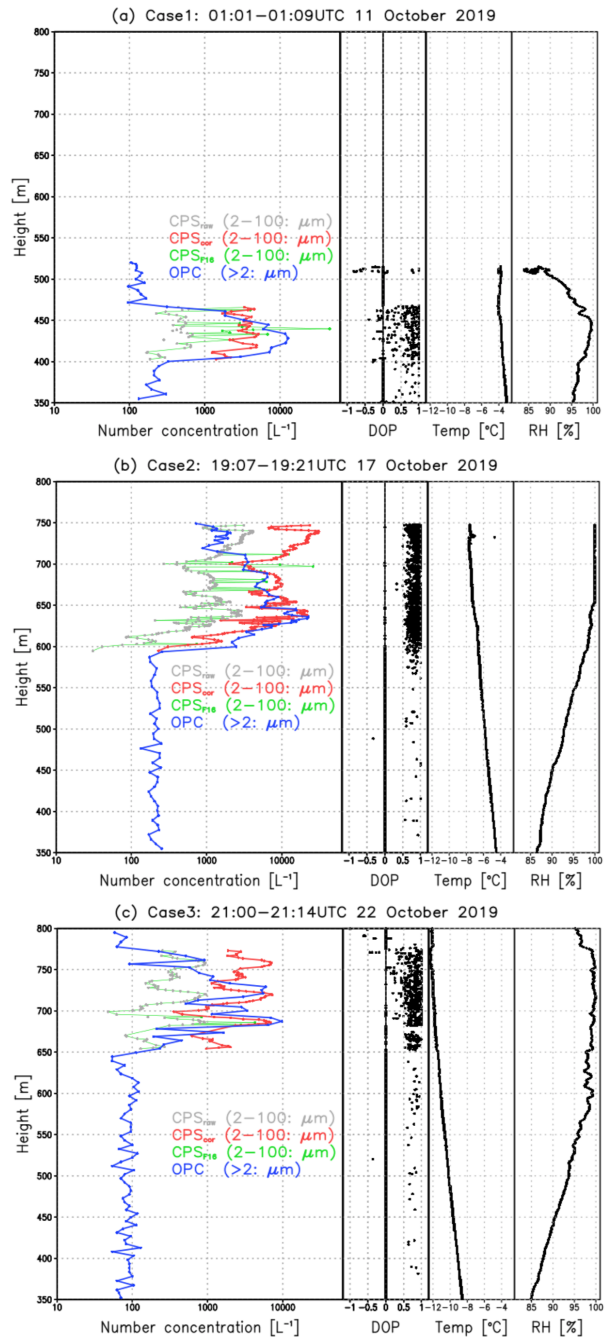 (a) Case1: 01:01−01:09UTC 11 October 2019
800
750
700
650
600
550
500
450
400
350
Height [m]
CPSraw (2−100: μm)
CPScor (2−100: μm)
CPSF16 (2−100: μm)
OPC (>2: μm)
10 100 1000 10000
−1 −0.5 0 0.5 1
−12 −10 −8 −6 −4
85 90 95 100
Number concentration [L⁻¹] DOP Temp [°C] RH [%]
(b) Case2: 19:07−19:21UTC 17 October 2019
800
750
700
650
600
550
500
450
400
350
Height [m]
CPSraw (2−100: μm)
CPScor (2−100: μm)
CPSF16 (2−100: μm)
OPC (>2: μm)
10 100 1000 10000
−1 −0.5 0 0.5 1
−12 −10 −8 −6 −4
85 90 95 100
Number concentration [L⁻¹] DOP Temp [°C] RH [%]
(c) Case3: 21:00−21:14UTC 22 October 2019
800
750
700
650
600
550
500
450
400
350
Height [m]
CPSraw (2−100: μm)
CPScor (2−100: μm)
CPSF16 (2−100: μm)
OPC (>2: μm)
10 100 1000 10000
−1 −0.5 0 0.5 1
−12 −10 −8 −6 −4
85 90 95 100
Number concentration [L⁻¹] DOP Temp [°C] RH [%]